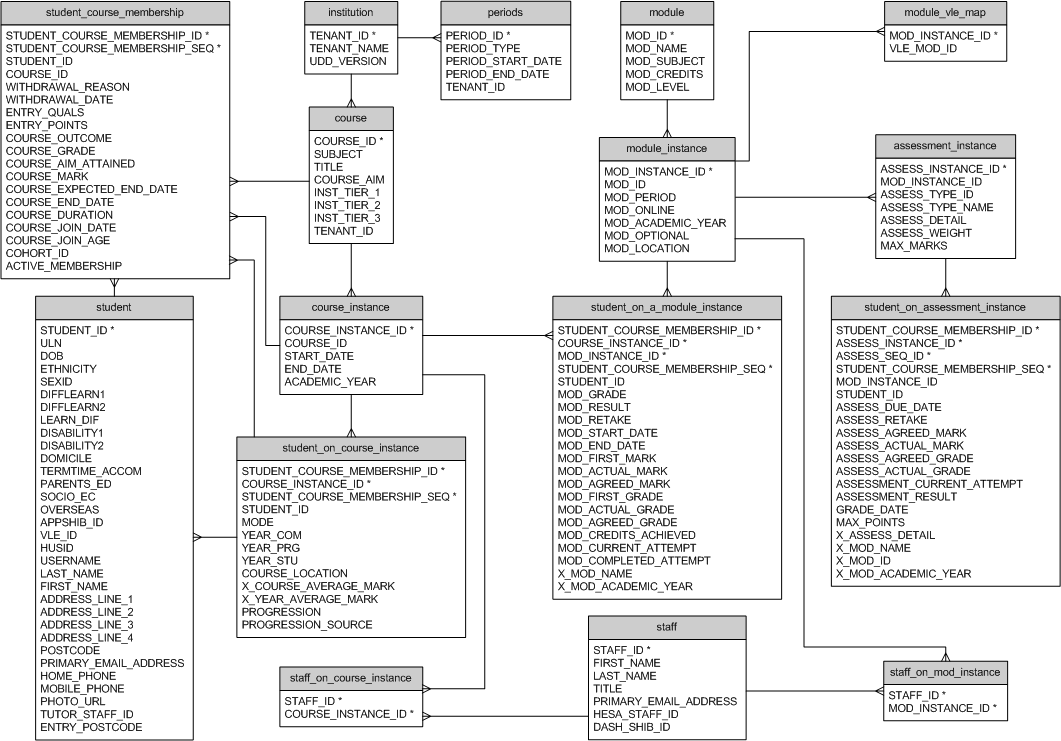 student_course_membership
STUDENT_COURSE_MEMBERSHIP_ID *
STUDENT_COURSE_MEMBERSHIP_SEQ *
STUDENT_ID
COURSE_ID
WITHDRAWAL_REASON
WITHDRAWAL_DATE
ENTRY_QUALS
ENTRY_POINTS
COURSE_OUTCOME
COURSE_GRADE
COURSE_AIM_ATTAINED
COURSE_MARK
COURSE_EXPECTED_END_DATE
COURSE_END_DATE
COURSE_DURATION
COURSE_JOIN_DATE
COURSE_JOIN_AGE
COHORT_ID
ACTIVE_MEMBERSHIP
institution
TENANT_ID *
TENANT_NAME
UDD_VERSION
periods
PERIOD_ID *
PERIOD_TYPE
PERIOD_START_DATE
PERIOD_END_DATE
TENANT_ID
module
MOD_ID *
MOD_NAME
MOD_SUBJECT
MOD_CREDITS
MOD_LEVEL
module_vle_map
MOD_INSTANCE_ID *
VLE_MOD_ID
course
COURSE_ID *
SUBJECT
TITLE
COURSE_AIM
INST_TIER_1
INST_TIER_2
INST_TIER_3
TENANT_ID
module_instance
MOD_INSTANCE_ID *
MOD_ID
MOD_PERIOD
MOD_ONLINE
MOD_ACADEMIC_YEAR
MOD_OPTIONAL
MOD_LOCATION
assessment_instance
ASSESS_INSTANCE_ID *
MOD_INSTANCE_ID
ASSESS_TYPE_ID
ASSESS_TYPE_NAME
ASSESS_DETAIL
ASSESS_WEIGHT
MAX_MARKS
student
STUDENT_ID *
ULN
DOB
ETHNICITY
SEXID
DIFFLEARN1
DIFFLEARN2
LEARN_DIF
DISABILITY1
DISABILITY2
DOMICILE
TERMTIME_ACCOM
PARENTS_ED
SOCIO_EC
OVERSEAS
APPSHIB_ID
VLE_ID
HUSID
USERNAME
LAST_NAME
FIRST_NAME
ADDRESS_LINE_1
ADDRESS_LINE_2
ADDRESS_LINE_3
ADDRESS_LINE_4
POSTCODE
PRIMARY_EMAIL_ADDRESS
HOME_PHONE
MOBILE_PHONE
PHOTO_URL
TUTOR_STAFF_ID
ENTRY_POSTCODE
course_instance
COURSE_INSTANCE_ID *
COURSE_ID
START_DATE
END_DATE
ACADEMIC_YEAR
student_on_course_instance
STUDENT_COURSE_MEMBERSHIP_ID *
COURSE_INSTANCE_ID *
STUDENT_COURSE_MEMBERSHIP_SEQ *
STUDENT_ID
MODE
YEAR_COM
YEAR_PRG
YEAR_STU
COURSE_LOCATION
X_COURSE_AVERAGE_MARK
X_YEAR_AVERAGE_MARK
PROGRESSION
PROGRESSION_SOURCE
student_on_a_module_instance
STUDENT_COURSE_MEMBERSHIP_ID *
COURSE_INSTANCE_ID *
MOD_INSTANCE_ID *
STUDENT_COURSE_MEMBERSHIP_SEQ *
STUDENT_ID
MOD_GRADE
MOD_RESULT
MOD_RETAKE
MOD_START_DATE
MOD_END_DATE
MOD_FIRST_MARK
MOD_ACTUAL_MARK
MOD_AGREED_MARK
MOD_FIRST_GRADE
MOD_ACTUAL_GRADE
MOD_AGREED_GRADE
MOD_CREDITS_ACHIEVED
MOD_CURRENT_ATTEMPT
MOD_COMPLETED_ATTEMPT
X_MOD_NAME
X_MOD_ACADEMIC_YEAR
student_on_assessment_instance
STUDENT_COURSE_MEMBERSHIP_ID *
ASSESS_INSTANCE_ID *
ASSESS_SEQ_ID *
STUDENT_COURSE_MEMBERSHIP_SEQ *
MOD_INSTANCE_ID
STUDENT_ID
ASSESS_DUE_DATE
ASSESS_RETAKE
ASSESS_AGREED_MARK
ASSESS_ACTUAL_MARK
ASSESS_AGREED_GRADE
ASSESS_ACTUAL_GRADE
ASSESSMENT_CURRENT_ATTEMPT
ASSESSMENT_RESULT
GRADE_DATE
MAX_POINTS
X_ASSESS_DETAIL
X_MOD_NAME
X_MOD_ID
X_MOD_ACADEMIC_YEAR
staff_on_course_instance
STAFF_ID *
COURSE_INSTANCE_ID *
staff
STAFF_ID *
FIRST_NAME
LAST_NAME
TITLE
PRIMARY_EMAIL_ADDRESS
HESA_STAFF_ID
DASH_SHIB_ID
staff_on_mod_instance
STAFF_ID *
MOD_INSTANCE_ID *